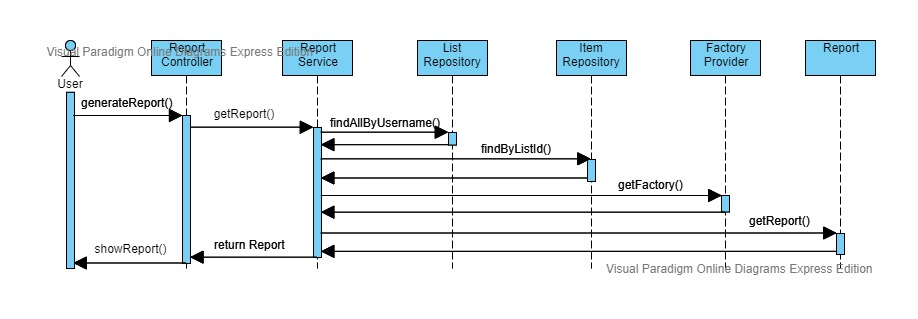 Visual Paradigm Online Diagrams Express Edition
Report
Controller
Report
Service
List
Repository
Item
Repository
Factory
Provider
Report
User
generateReport()
getReport()
findAllByUsername()
findByListId()
getFactory()
getReport()
return Report
showReport()
Visual Paradigm Online Diagrams Express Edition